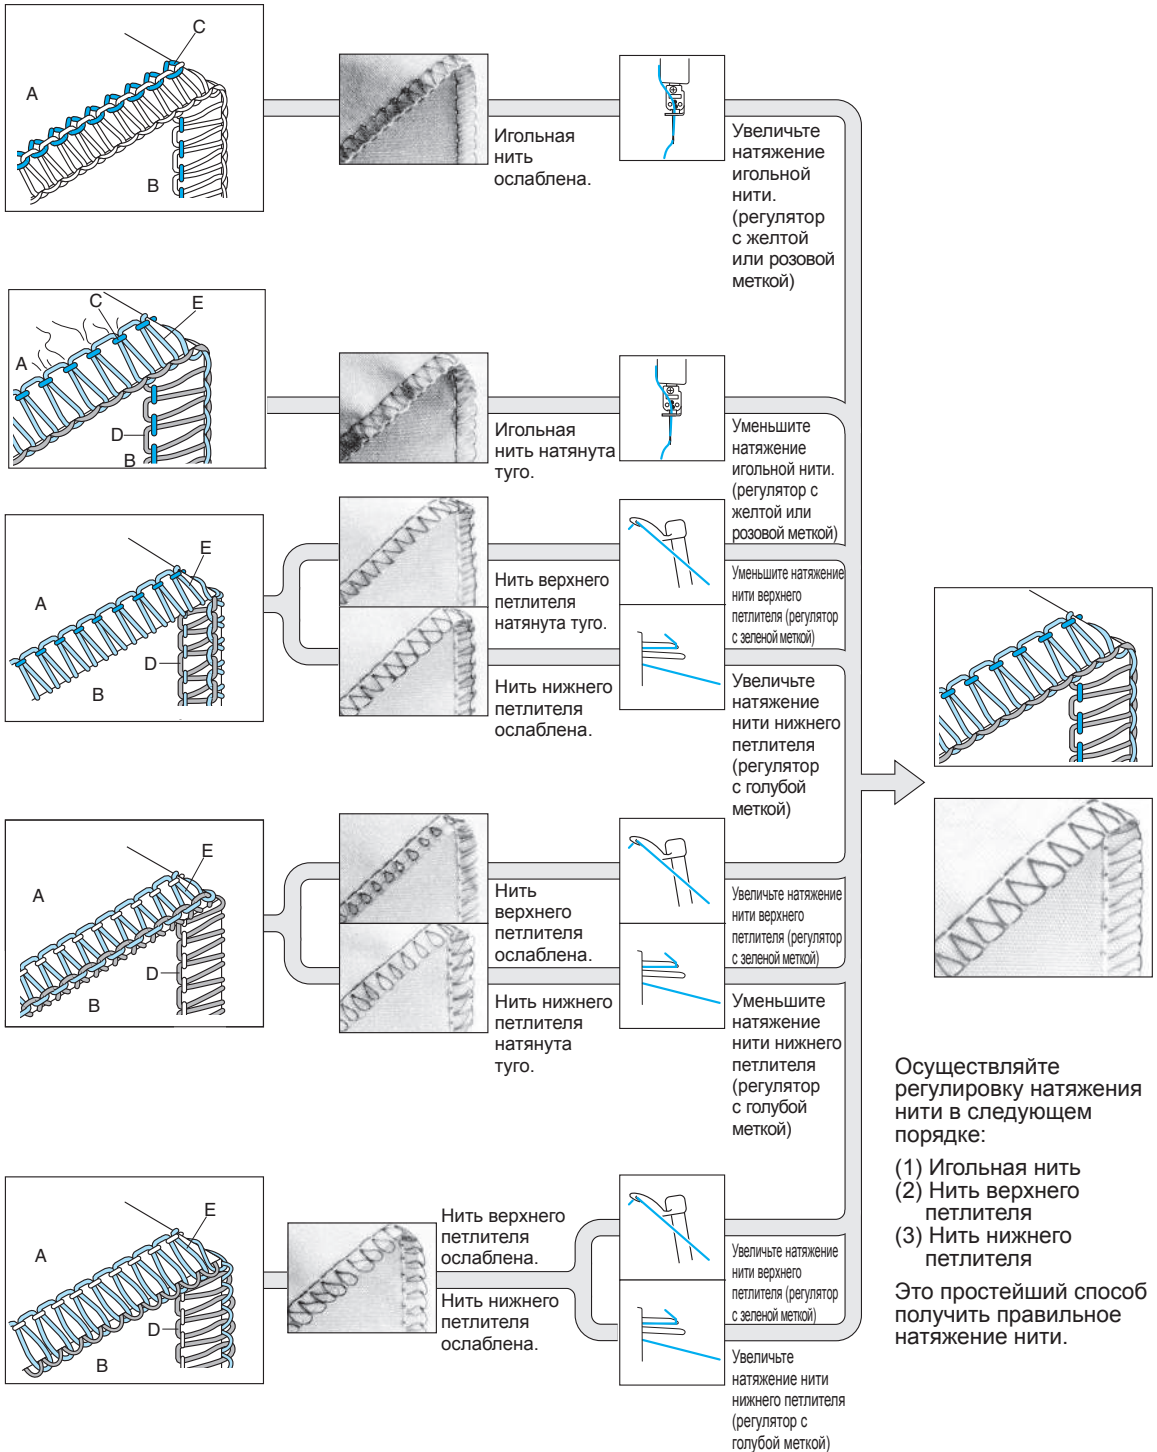 C
A
B
Игольная
нить
ослаблена.
Увеличьте
натяжение
игольной
нити.
(регулятор
с желтой
или розовой
меткой)
C
E
A
D
B
Игольная
нить натянута
туго.
Уменьшите
натяжение
игольной нити.
(регулятор с
желтой или
розовой меткой)
E
A
D
B
Нить верхнего
петлителя
натянута туго.
Уменьшите натяжение
нити верхнего
петлителя (регулятор
с зеленой меткой)
Нить нижнего
петлителя
ослаблена.
Увеличьте
натяжение
нити нижнего
петлителя
(регулятор
с голубой
меткой)
E
A
D
B
Нить
верхнего
петлителя
ослаблена.
Увеличьте натяжение
нити верхнего
петлителя (регулятор
с зеленой меткой)
Нить нижнего
петлителя
натянута
туго.
Уменьшите
натяжение
нити нижнего
петлителя
(регулятор
с голубой
меткой)
E
A
D
B
Нить верхнего
петлителя
ослаблена.
Нить нижнего
петлителя
ослаблена.
Увеличьте натяжение
нити верхнего
петлителя (регулятор
с зеленой меткой)
Увеличьте
натяжение нити
нижнего петлителя
(регулятор с
голубой меткой)
Осуществляйте
регулировку натяжения
нити в следующем
порядке:
(1) Игольная нить
(2) Нить верхнего
петлителя
(3) Нить нижнего
петлителя
Это простейший способ
получить правильное
натяжение нити.